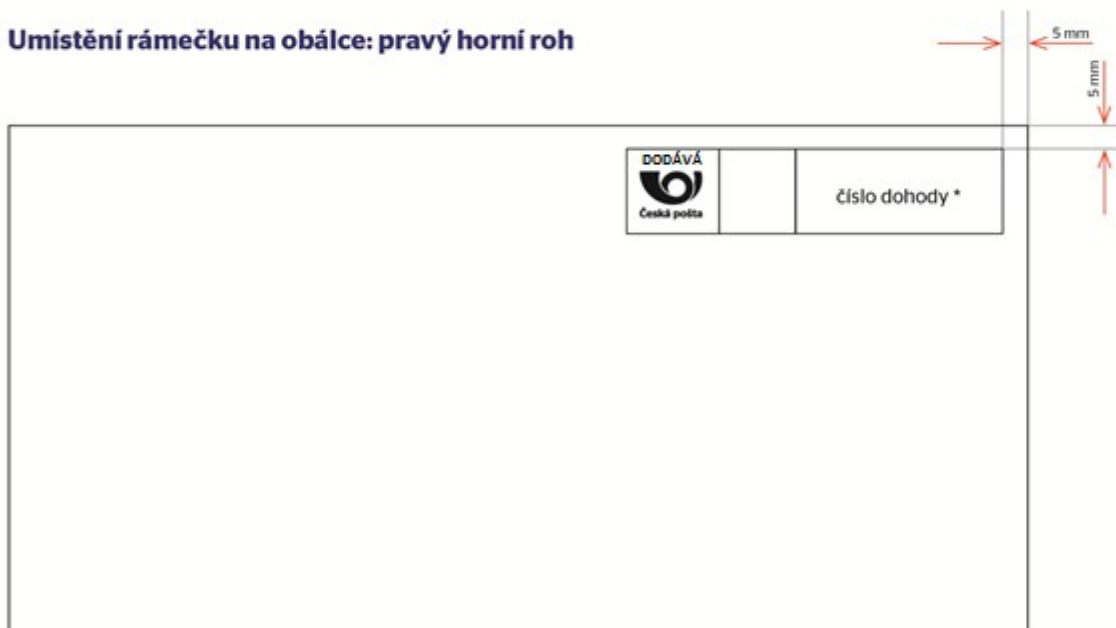 Umístění rámečku na obálce: pravý horní roh
5 mm
5 mm
DODÁVÁ
Česká pošta
číslo dohody *